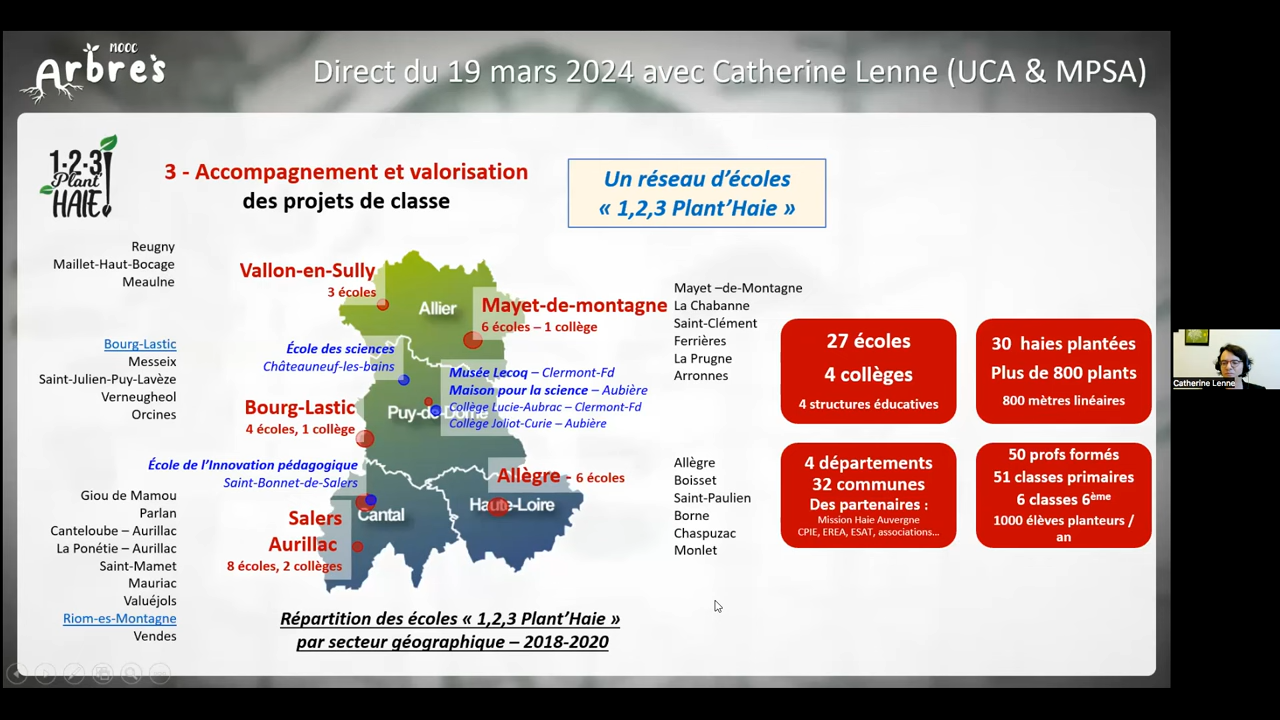 MOOC
Arbres
Direct du 19 mars 2024 avec Catherine Lenne (UCA & MPSA)
1-2-3
Plant
HAIE!
3 - Accompagnement et valorisation
des projets de classe
Un réseau d'écoles
« 1,2,3 Plant'Haie »
Reugny
Maillet-Haut-Bocage
Meaulne
Bourg-Lastic
Messeix
Saint-Julien-Puy-Lavèze
Verneugheol
Orcines
Giou de Mamou
Parlan
Canteloube – Aurillac
La Ponétie – Aurillac
Saint-Mamet
Mauriac
Valuéjols
Riom-es-Montagne
Vendes
Vallon-en-Sully
3 écoles
Allier
Mayet-de-montagne
6 écoles – 1 collège
École des sciences
Châteauneuf-les-bains
Musée Lecoq – Clermont-Fd
Maison pour la science – Aubière
Collège Lucie-Aubrac – Clermont-Fd
Collège Joliot-Curie – Aubière
Puy-de-Dôme
Bourg-Lastic
4 écoles, 1 collège
École de l'Innovation pédagogique
Saint-Bonnet-de-Salers
Allègre - 6 écoles
Haute-Loire
Cantal
Salers
Aurillac
8 écoles, 2 collèges
Répartition des écoles « 1,2,3 Plant'Haie »
par secteur géographique – 2018-2020
Mayet –de-Montagne
La Chabanne
Saint-Clément
Ferrières
La Prugne
Arronnes
Allègre
Boisset
Saint-Paulien
Borne
Chaspuzac
Monlet
27 écoles
4 collèges
4 structures éducatives
30 haies plantées
Plus de 800 plants
800 mètres linéaires
4 départements
32 communes
Des partenaires :
Mission Haie Auvergne
CPIE, EREA, ESAT, associations…
50 profs formés
51 classes primaires
6 classes 6ème
1000 élèves planteurs /
an
Catherine Lenne